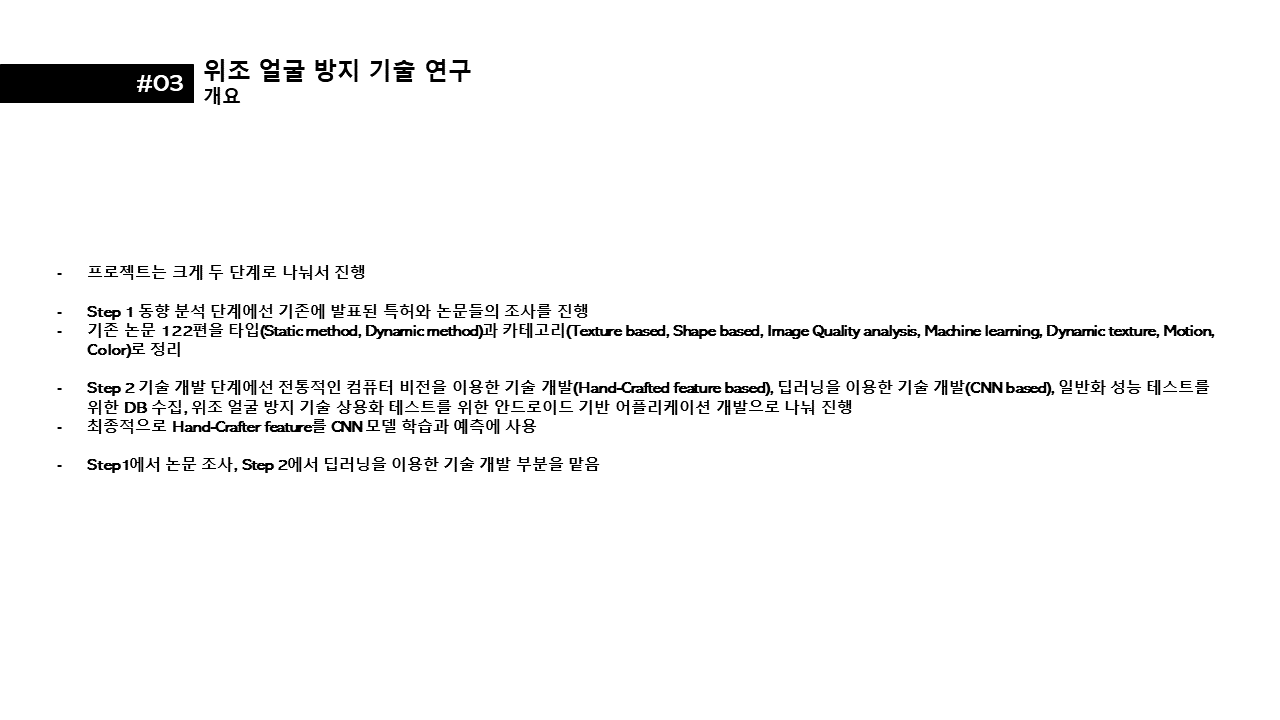 #03
위조 얼굴 방지 기술 연구
개요
- 프로젝트는 크게 두 단계로 나눠서 진행
- Step 1 동향 분석 단계에선 기존에 발표된 특허와 논문들의 조사를 진행
- 기존 논문 122편을 타입(Static method, Dynamic method)과 카테고리(Texture based, Shape based, Image Quality analysis, Machine learning, Dynamic texture, Motion,
Color)로 정리
- Step 2 기술 개발 단계에선 전통적인 컴퓨터 비전을 이용한 기술 개발(Hand-Crafted feature based), 딥러닝을 이용한 기술 개발(CNN based), 일반화 성능 테스트를
위한 DB 수집, 위조 얼굴 방지 기술 상용화 테스트를 위한 안드로이드 기반 어플리케이션 개발으로 나눠 진행
- 최종적으로 Hand-Crafter feature를 CNN 모델 학습과 예측에 사용
- Step1에서 논문 조사, Step 2에서 딥러닝을 이용한 기술 개발 부분을 맡음